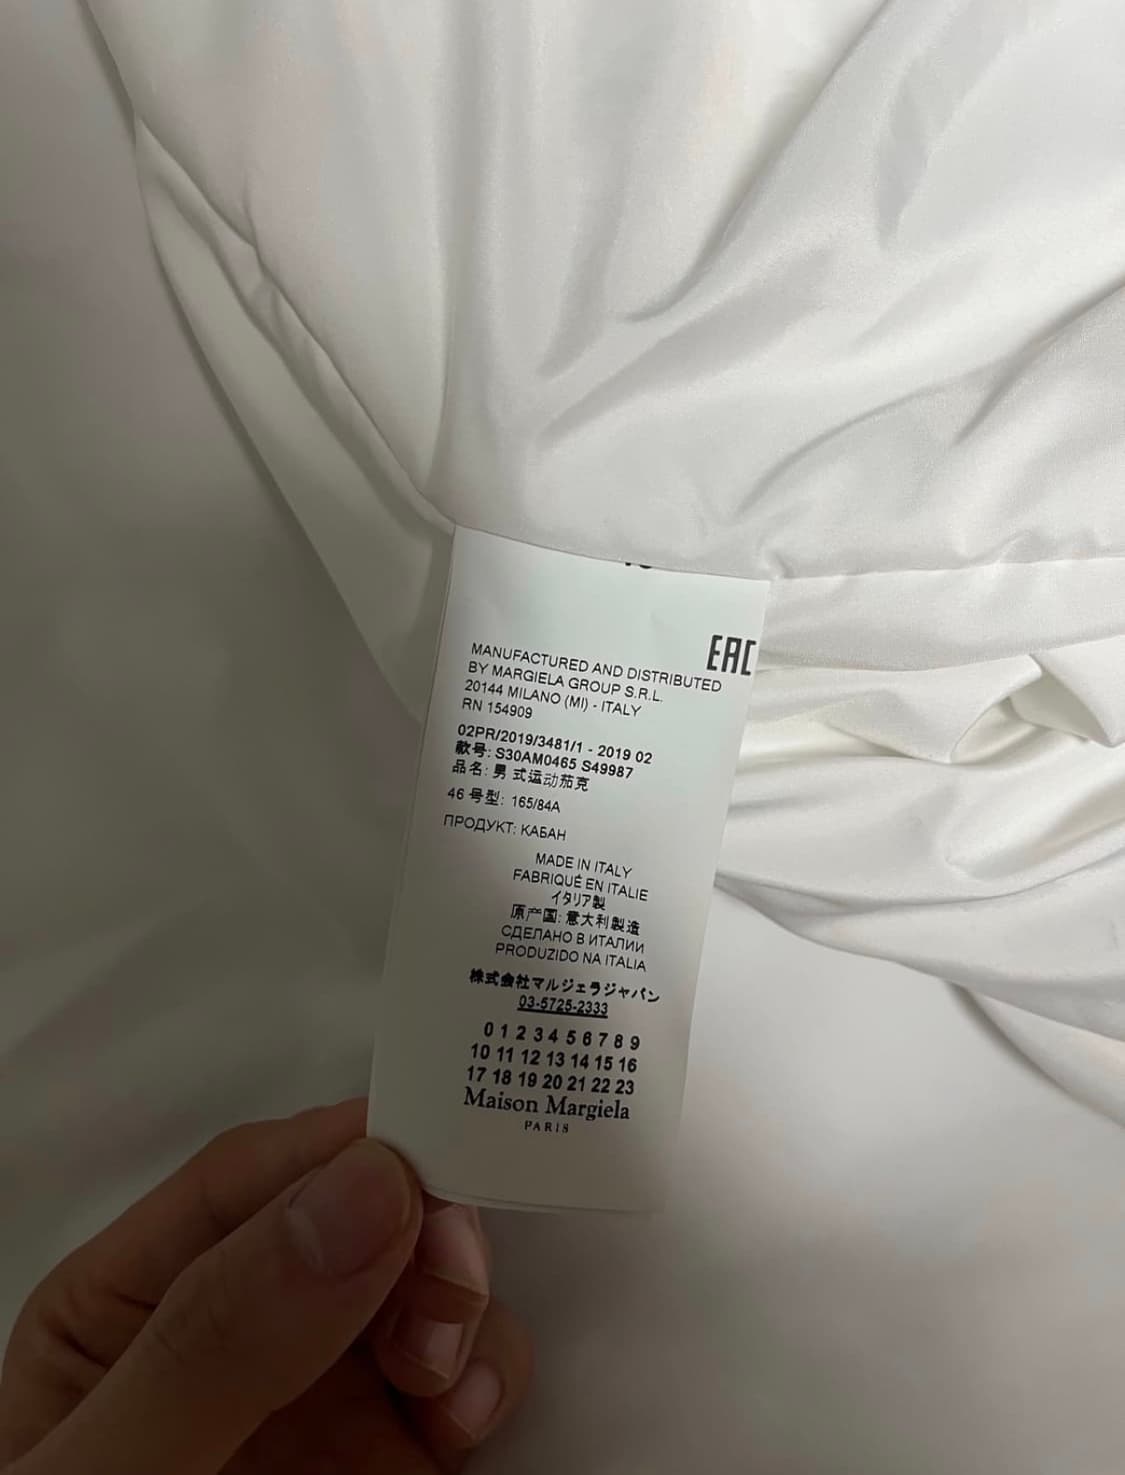 EAC
MANUFACTURED AND DISTRIBUTED
BY MARGIELA GROUP S.R.L.
20144 MILANO (MI) - ITALY
RN 154909
02PR/2019/3481/1 - 2019 02
款号: S30AM0465 S49987
品名: 男 式运动茄克
46 号型: 165/84A
ПРОДУКТ: КАБАН
MADE IN ITALY
FABRIQUÉ EN ITALIE
イタリア製
原产国: 意大利製造
СДЕЛАНО В ИТАЛИИ
PRODUZIDO NA ITALIA
株式会社マルジェラジャパン
03-5725-2333
0 1 2 3 4 5 6 7 8 9
10 11 12 13 14 15 16
17 18 19 20 21 22 23
Maison Margiela
PARIS